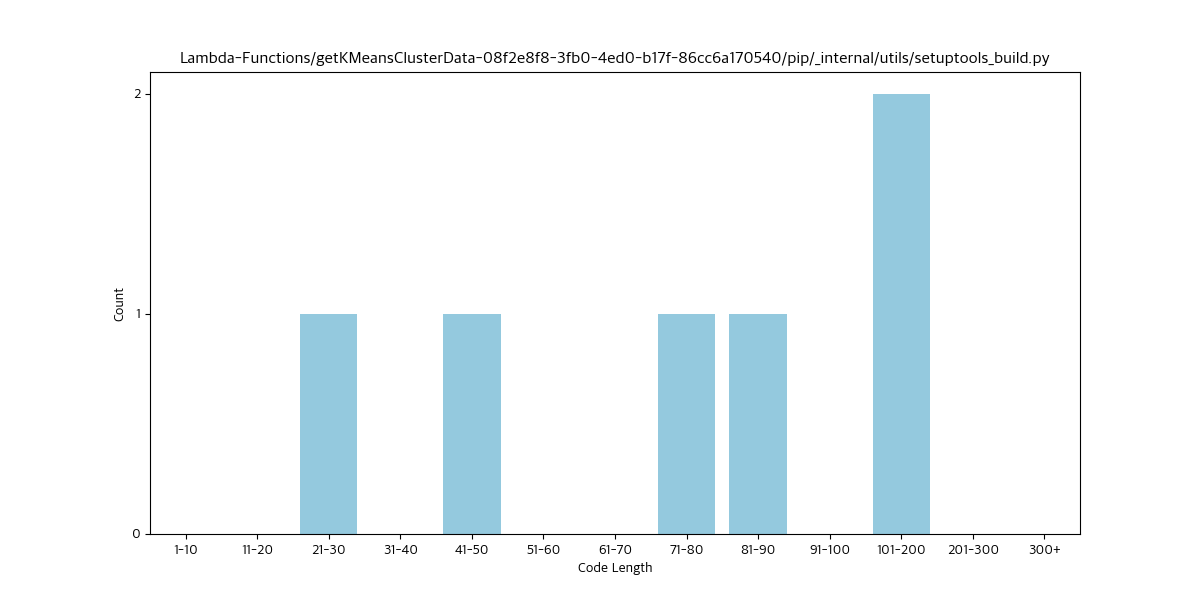 Lambda-Functions/getKMeansClusterData-08f2e8f8-3fb0-4ed0-b17f-86cc6a170540/pip/_internal/utils/setuptools_build.py
2
1
0
Count
1-10 11-20 21-30 31-40 41-50 51-60 61-70 71-80 81-90 91-100 101-200 201-300 300+
Code Length